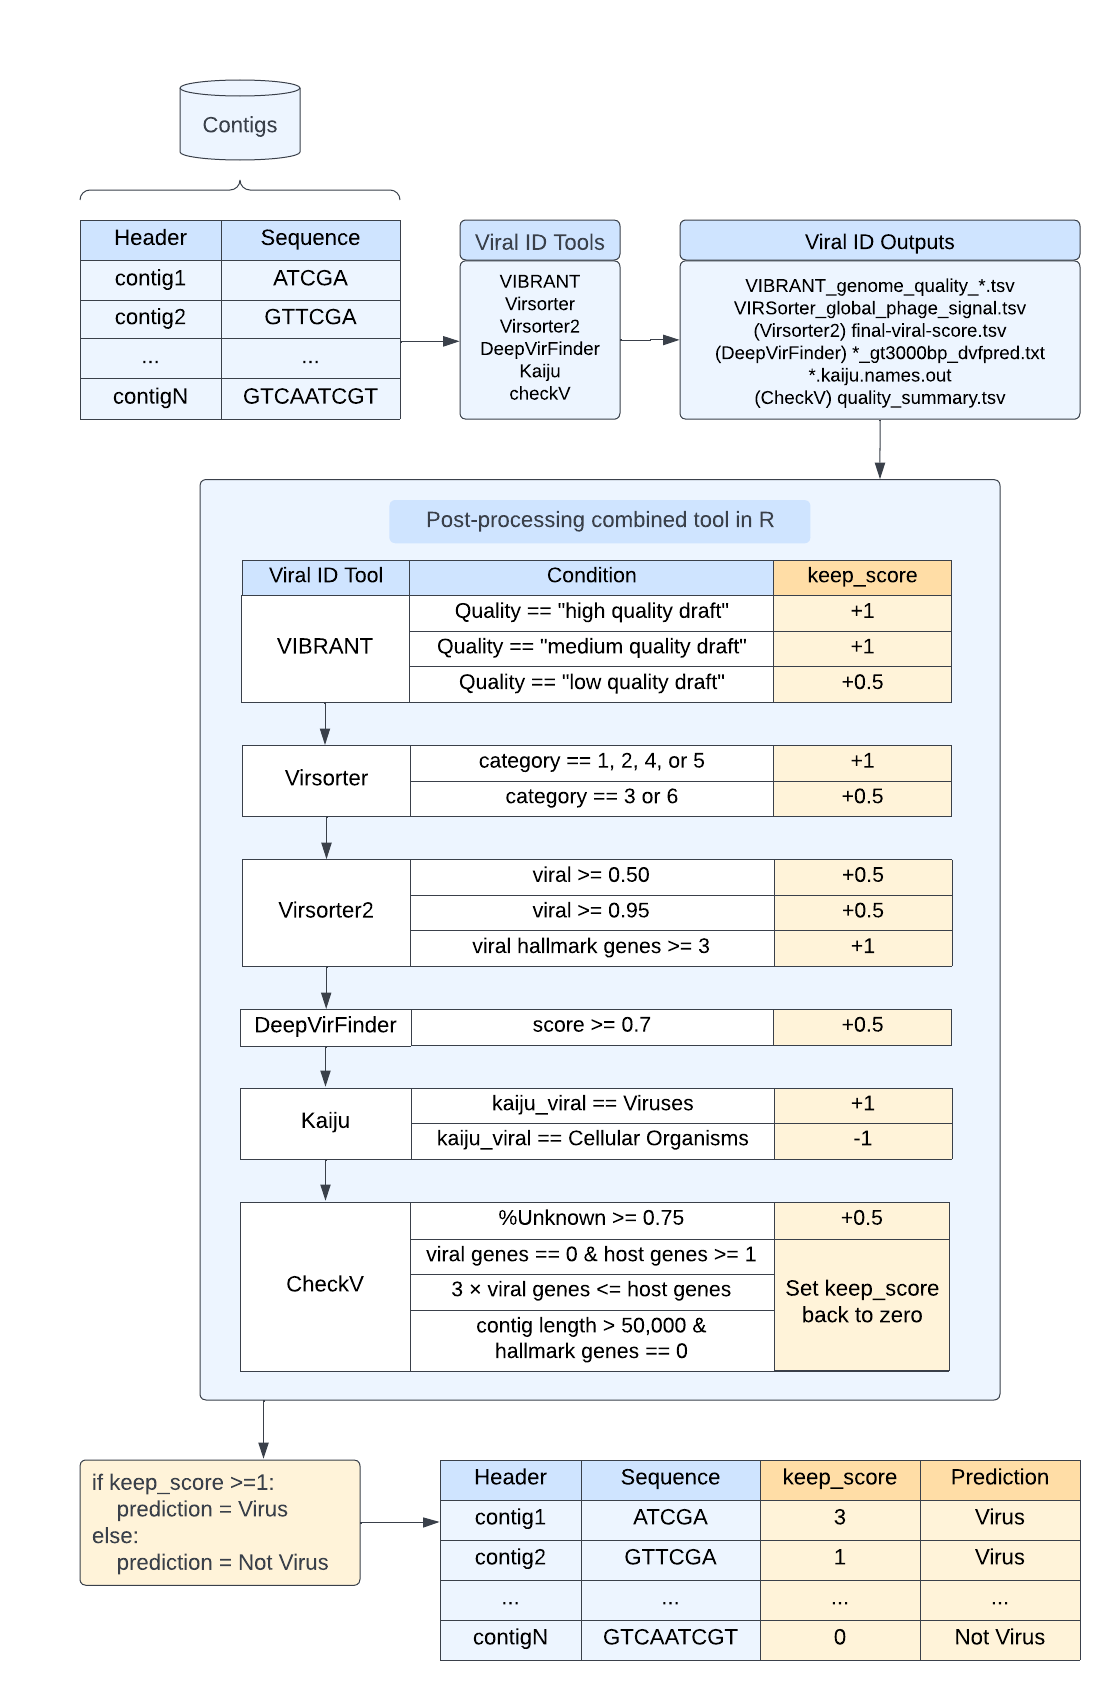 Contigs
Header Sequence
contig1 ATCGA
contig2 GTTCGA
... ...
contigN GTCAATCGT
Viral ID Tools
VIBRANT
Virsorter
Virsorter2
DeepVirFinder
Kaiju
checkV
Viral ID Outputs
VIBRANT_genome_quality_*.tsv
VIRSorter_global_phage_signal.tsv
(Virsorter2) final-viral-score.tsv
(DeepVirFinder) *_gt3000bp_dvfpred.txt
*.kaiju.names.out
(CheckV) quality_summary.tsv
Post-processing combined tool in R
Viral ID Tool Condition keep_score
VIBRANT
Quality == "high quality draft" +1
Quality == "medium quality draft" +1
Quality == "low quality draft" +0.5
Virsorter
category == 1, 2, 4, or 5 +1
category == 3 or 6 +0.5
Virsorter2
viral >= 0.50 +0.5
viral >= 0.95 +0.5
viral hallmark genes >= 3 +1
DeepVirFinder score >= 0.7 +0.5
Kaiju
kaiju_viral == Viruses +1
kaiju_viral == Cellular Organisms -1
CheckV
%Unknown >= 0.75 +0.5
viral genes == 0 & host genes >= 1
3 × viral genes <= host genes
contig length > 50,000 &
hallmark genes == 0
Set keep_score
back to zero
if keep_score >=1:
prediction = Virus
else:
prediction = Not Virus
Header Sequence keep_score Prediction
contig1 ATCGA 3 Virus
contig2 GTTCGA 1 Virus
... ... ... ...
contigN GTCAATCGT 0 Not Virus